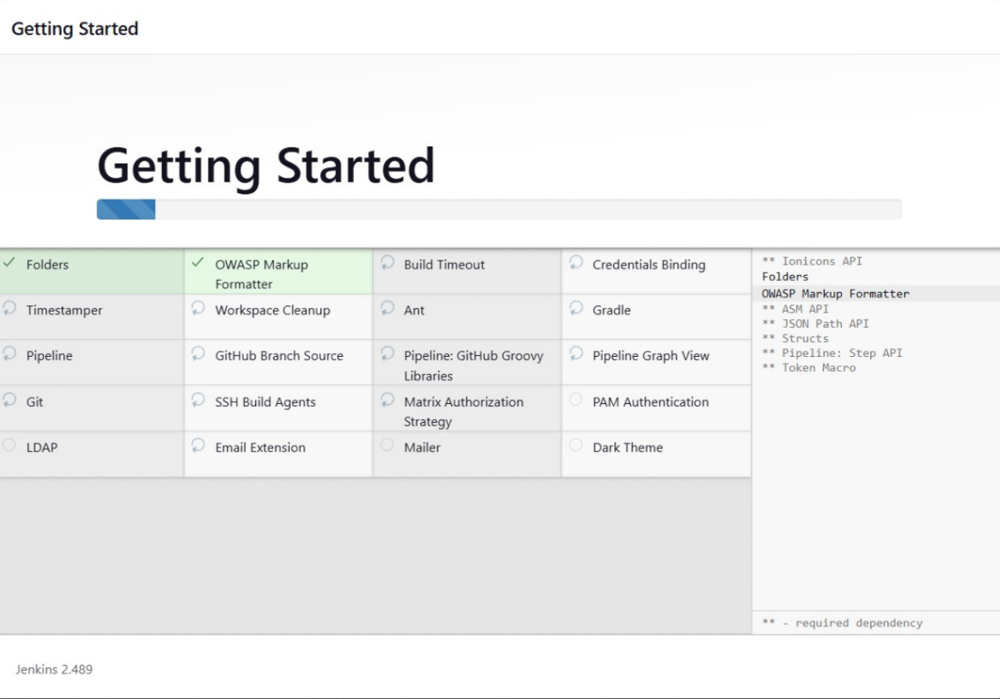 Getting Started
Getting Started
Folders
OWASP Markup
Formatter
Build Timeout
Credentials Binding
Timestamper
Workspace Cleanup
Ant
Gradle
Pipeline
GitHub Branch Source
Pipeline: GitHub Groovy
Libraries
Pipeline Graph View
Git
SSH Build Agents
Matrix Authorization
Strategy
PAM Authentication
LDAP
Email Extension
Mailer
Dark Theme
** Ionicons API
Folders
OWASP Markup Formatter
** ASM API
** JSON Path API
** Structs
** Pipeline: Step API
** Token Macro
** - required dependency
Jenkins 2.489